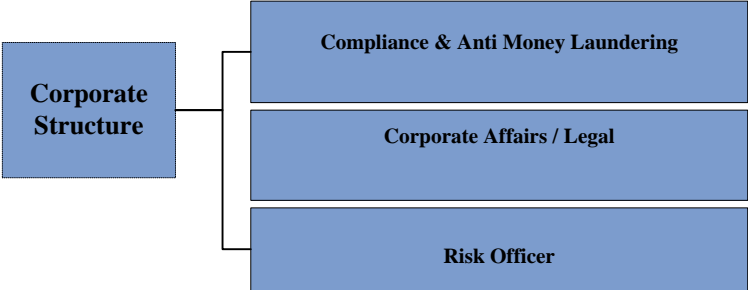 Corporate
Structure
Compliance & Anti Money Laundering
Corporate Affairs / Legal
Risk Officer